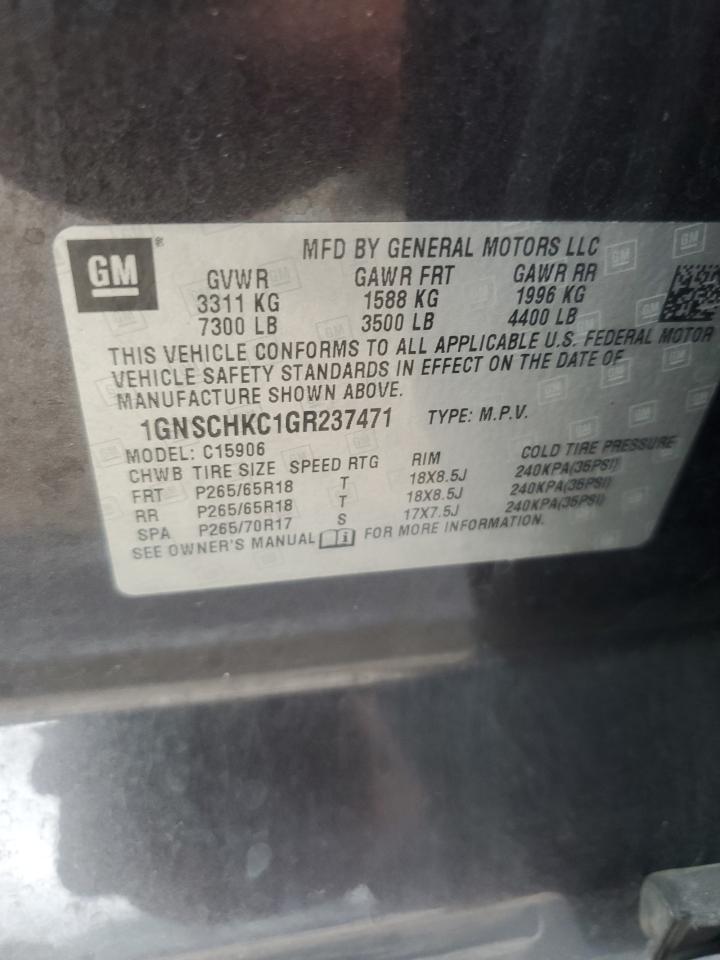 GM ®
MFD BY GENERAL MOTORS LLC
GVWR GAWR FRT GAWR RR
3311 KG 1588 KG 1996 KG
7300 LB 3500 LB 4400 LB
THIS VEHICLE CONFORMS TO ALL APPLICABLE U.S. FEDERAL MOTOR
VEHICLE SAFETY STANDARDS IN EFFECT ON THE DATE OF
MANUFACTURE SHOWN ABOVE.
1GNSCHKC1GR237471 TYPE: M.P.V.
MODEL: C15906
CHWB TIRE SIZE SPEED RTG RIM COLD TIRE PRESSURE
FRT P265/65R18 T 18X8.5J 240KPA(35PSI)
RR P265/65R18 T 18X8.5J 240KPA(35PSI)
SPA P265/70R17 S 17X7.5J 240KPA(35PSI)
SEE OWNER'S MANUAL FOR MORE INFORMATION.